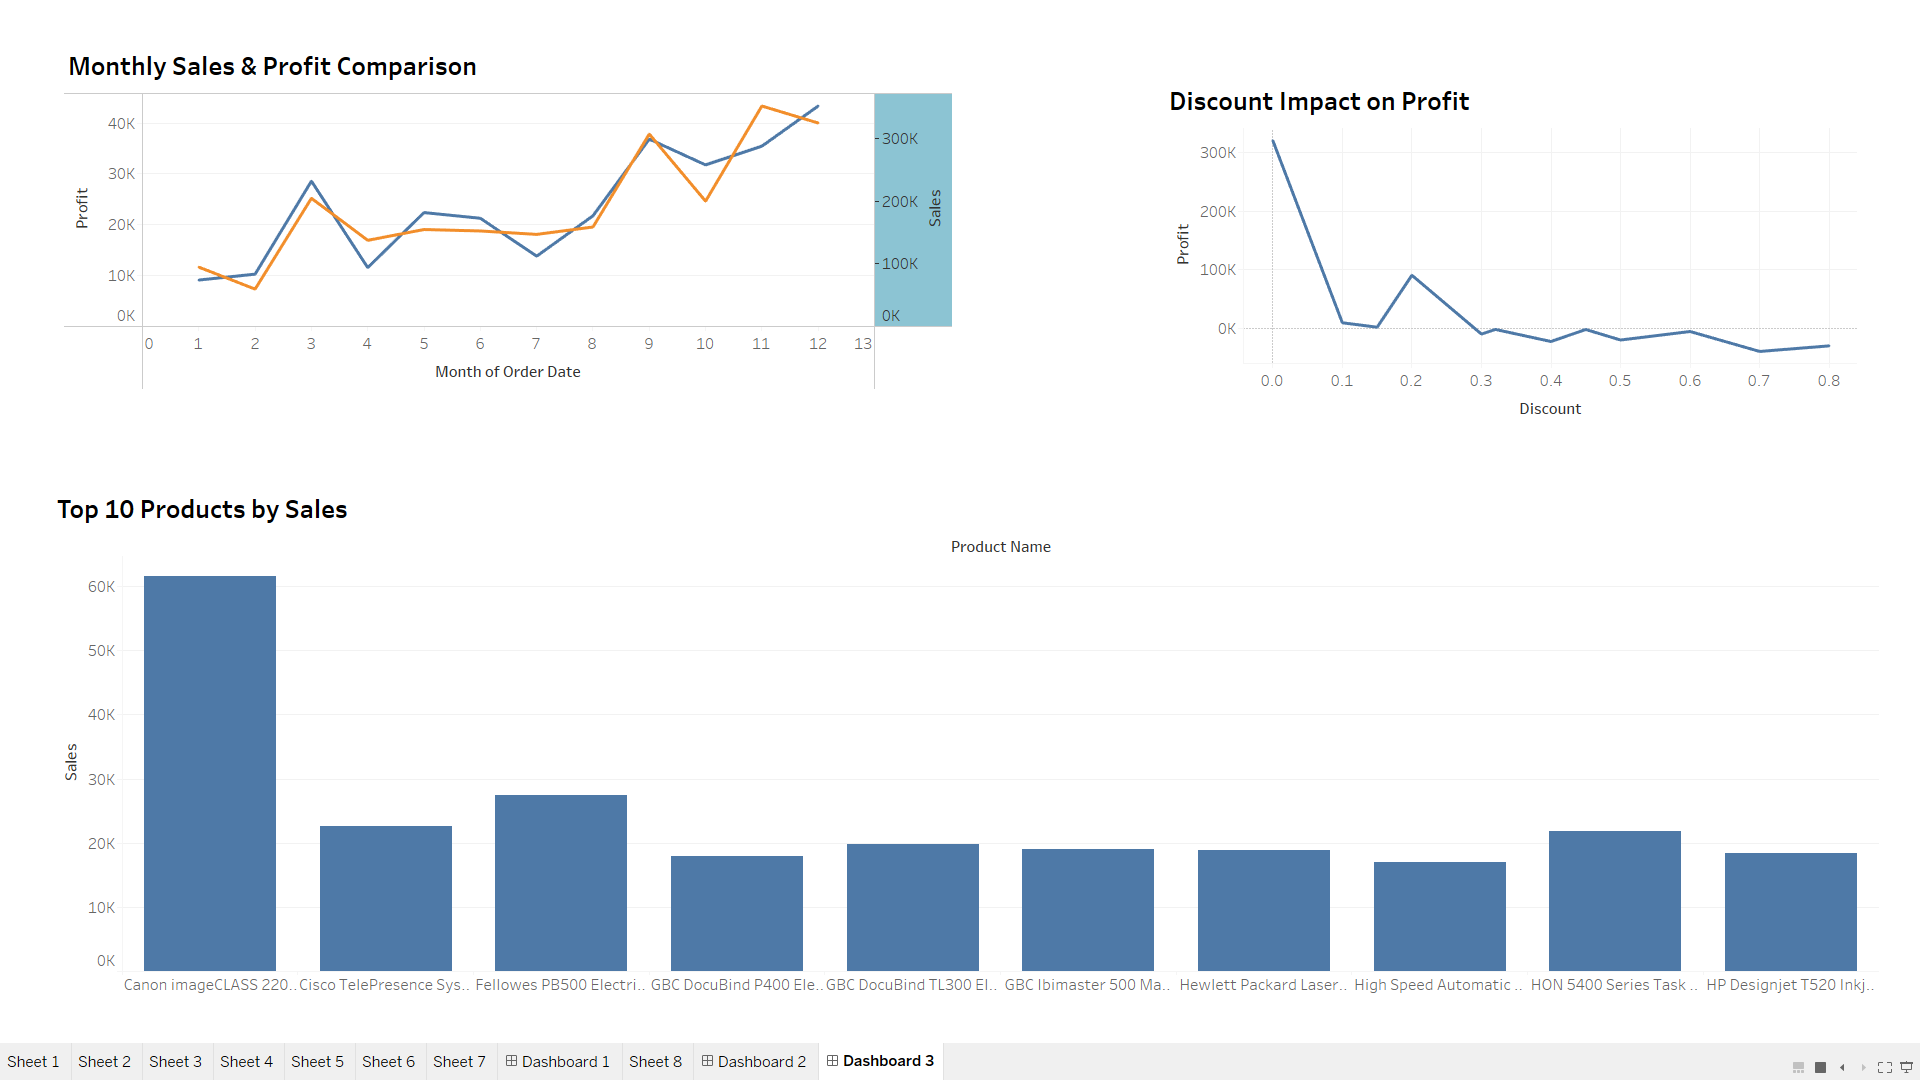 Monthly Sales & Profit Comparison
40K
30K
20K
10K
0K
Profit
300K
200K
100K
0K
Sales
0 1 2 3 4 5 6 7 8 9 10 11 12 13
Month of Order Date
Discount Impact on Profit
300K
200K
100K
0K
Profit
0.0 0.1 0.2 0.3 0.4 0.5 0.6 0.7 0.8
Discount
Top 10 Products by Sales
Product Name
60K
50K
40K
30K
20K
10K
0K
Sales
Canon imageCLASS 220.. Cisco TelePresence Sys.. Fellowes PB500 Electri.. GBC DocuBind P400 Ele.. GBC DocuBind TL300 El.. GBC Ibimaster 500 Ma.. Hewlett Packard Laser.. High Speed Automatic .. HON 5400 Series Task .. HP Designjet T520 Inkj..
Sheet 1 Sheet 2 Sheet 3 Sheet 4 Sheet 5 Sheet 6 Sheet 7 Dashboard 1 Sheet 8 Dashboard 2 Dashboard 3